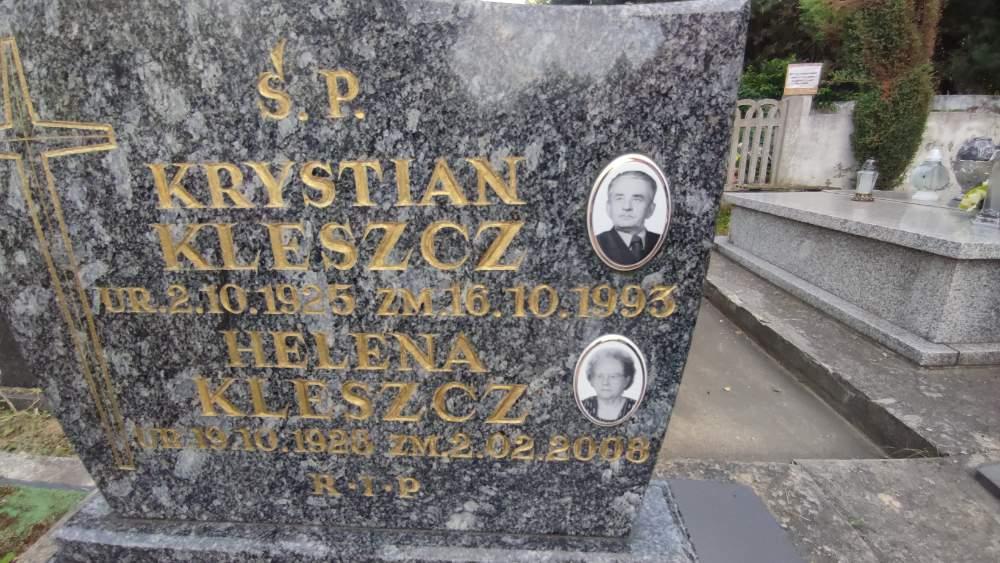 Ś. P.
KRYSTIAN
KLESZCZ
UR.2.10.1925 ZM.16.10.1993
HELENA
KLESZCZ
UR.19.10.1926 ZM.2.02.2008
R·I·P